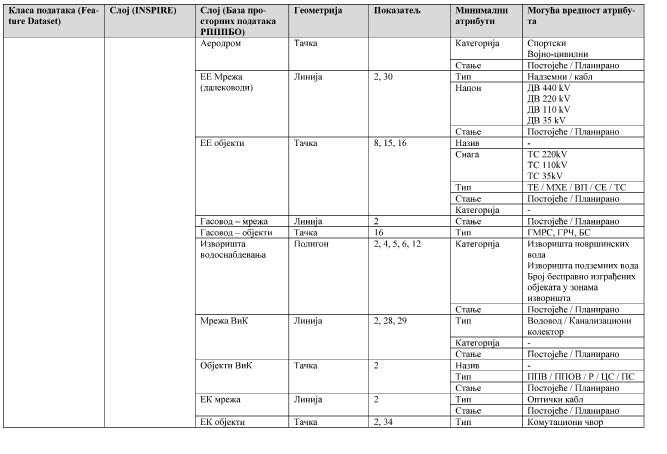 Класа података (Fea-
ture Dataset)
Слој (INSPIRE)
Слој (База про-
сторних података
РПППБО)
Геометрија
Показатељ
Минимални
атрибути
Могућа вредност атрибу-
та
Аеродром
Тачка
Категорија
Спортски
Војно-цивилни
Стање
Постојеће / Планирано
ЕЕ Мрежа
(далеководи)
Линија
2, 30
Тип
Надземни / кабл
Напон
ДВ 440 kV
ДВ 220 kV
ДВ 110 kV
ДВ 35 kV
Стање
Постојеће / Планирано
ЕЕ објекти
Тачка
8, 15, 16
Назив
-
Снага
ТС 220kV
ТС 110kV
ТС 35kV
Тип
ТЕ / МХЕ / ВП / СЕ / ТС
Стање
Постојеће / Планирано
Категорија
-
Гасовод – мрежа
Линија
2
Стање
Постојеће / Планирано
Гасовод – објекти
Тачка
16
Тип
ГМРС, ГРЧ, БС
Изворишта
водоснабдевања
Полигон
2, 4, 5, 6, 12
Категорија
Изворишта површинских
вода
Изворишта подземних вода
Број бесправно изграђених
објеката у зонама
изворишта
Стање
Постојеће / Планирано
Мрежа ВиК
Линија
2, 28, 29
Тип
Водовод / Канализациони
колектор
Категорија
-
Стање
Постојеће / Планирано
Објекти ВиК
Тачка
2
Назив
-
Тип
ППВ / ППОВ / Р / ЦС / ПС
Стање
Постојеће / Планирано
ЕК мрежа
Линија
2
Тип
Оптички кабл
Стање
Постојеће / Планирано
ЕК објекти
Тачка
2, 34
Тип
Комутациони чвор